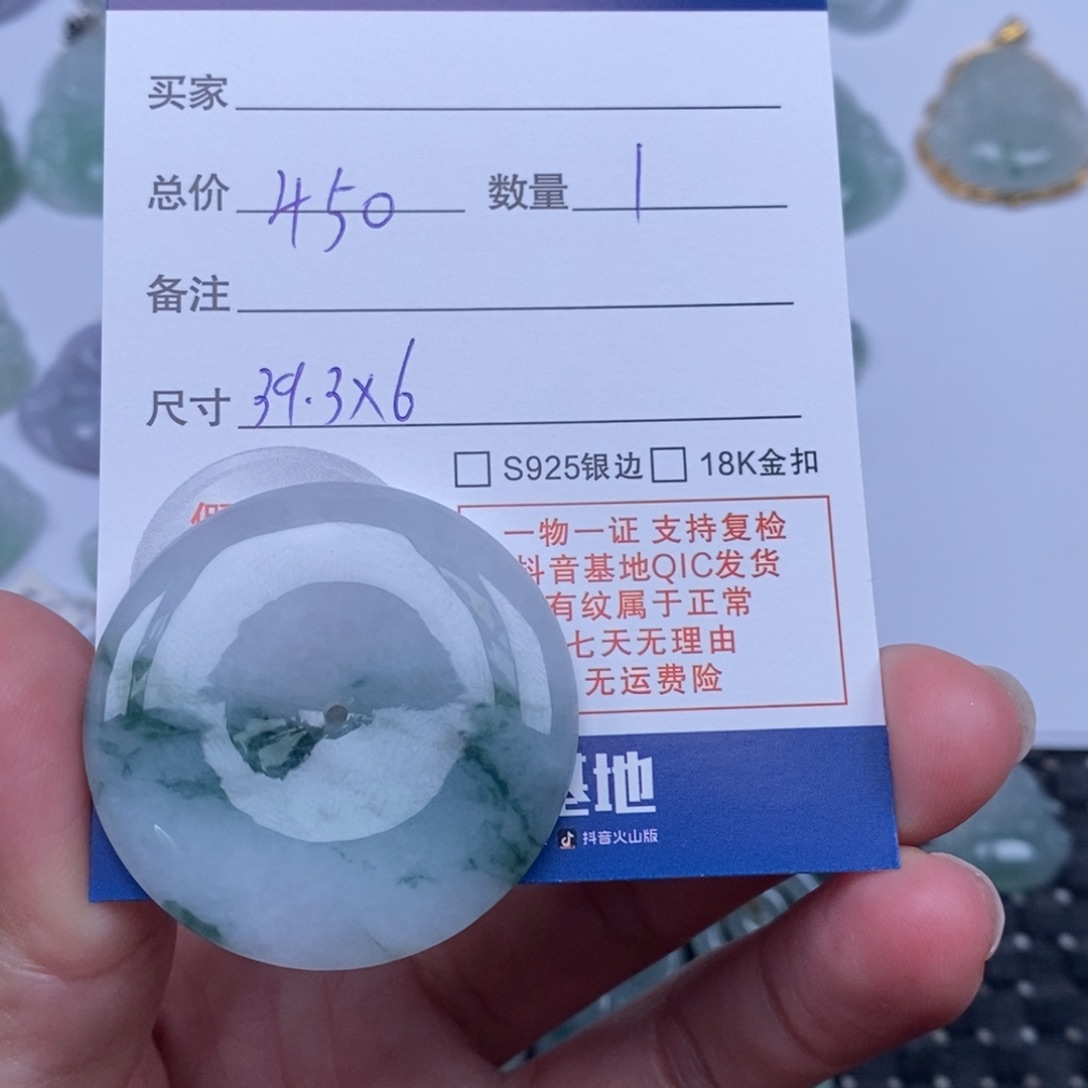 买家
总价 450 数量 1
备注
尺寸 39.3×6
S925银边 18K金扣
一物一证 支持复检
抖音基地QIC发货
有纹属于正常
七天无理由
无运费险
基地
抖音火山版